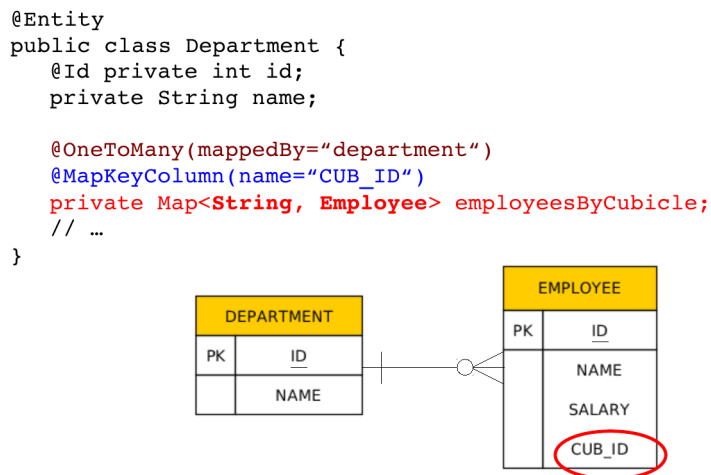 @Entity
public class Department {
@Id private int id;
private String name;
@OneToMany(mappedBy=“department“)
@MapKeyColumn(name=“CUB_ID“)
private Map<String, Employee> employeesByCubicle;
// …
}
DEPARTMENT
PK ID
NAME
EMPLOYEE
PK ID
NAME
SALARY
CUB_ID